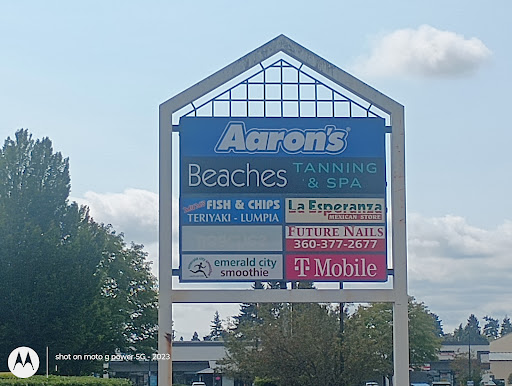 Aaron's
Beaches TANNING
& SPA
FISH & CHIPS
TERIYAKI - LUMPIA
La Esperanza
MEXICAN STORE
FUTURE NAILS
360-377-2677
emerald city
smoothie
T Mobile
shot on moto g power 5G - 2023